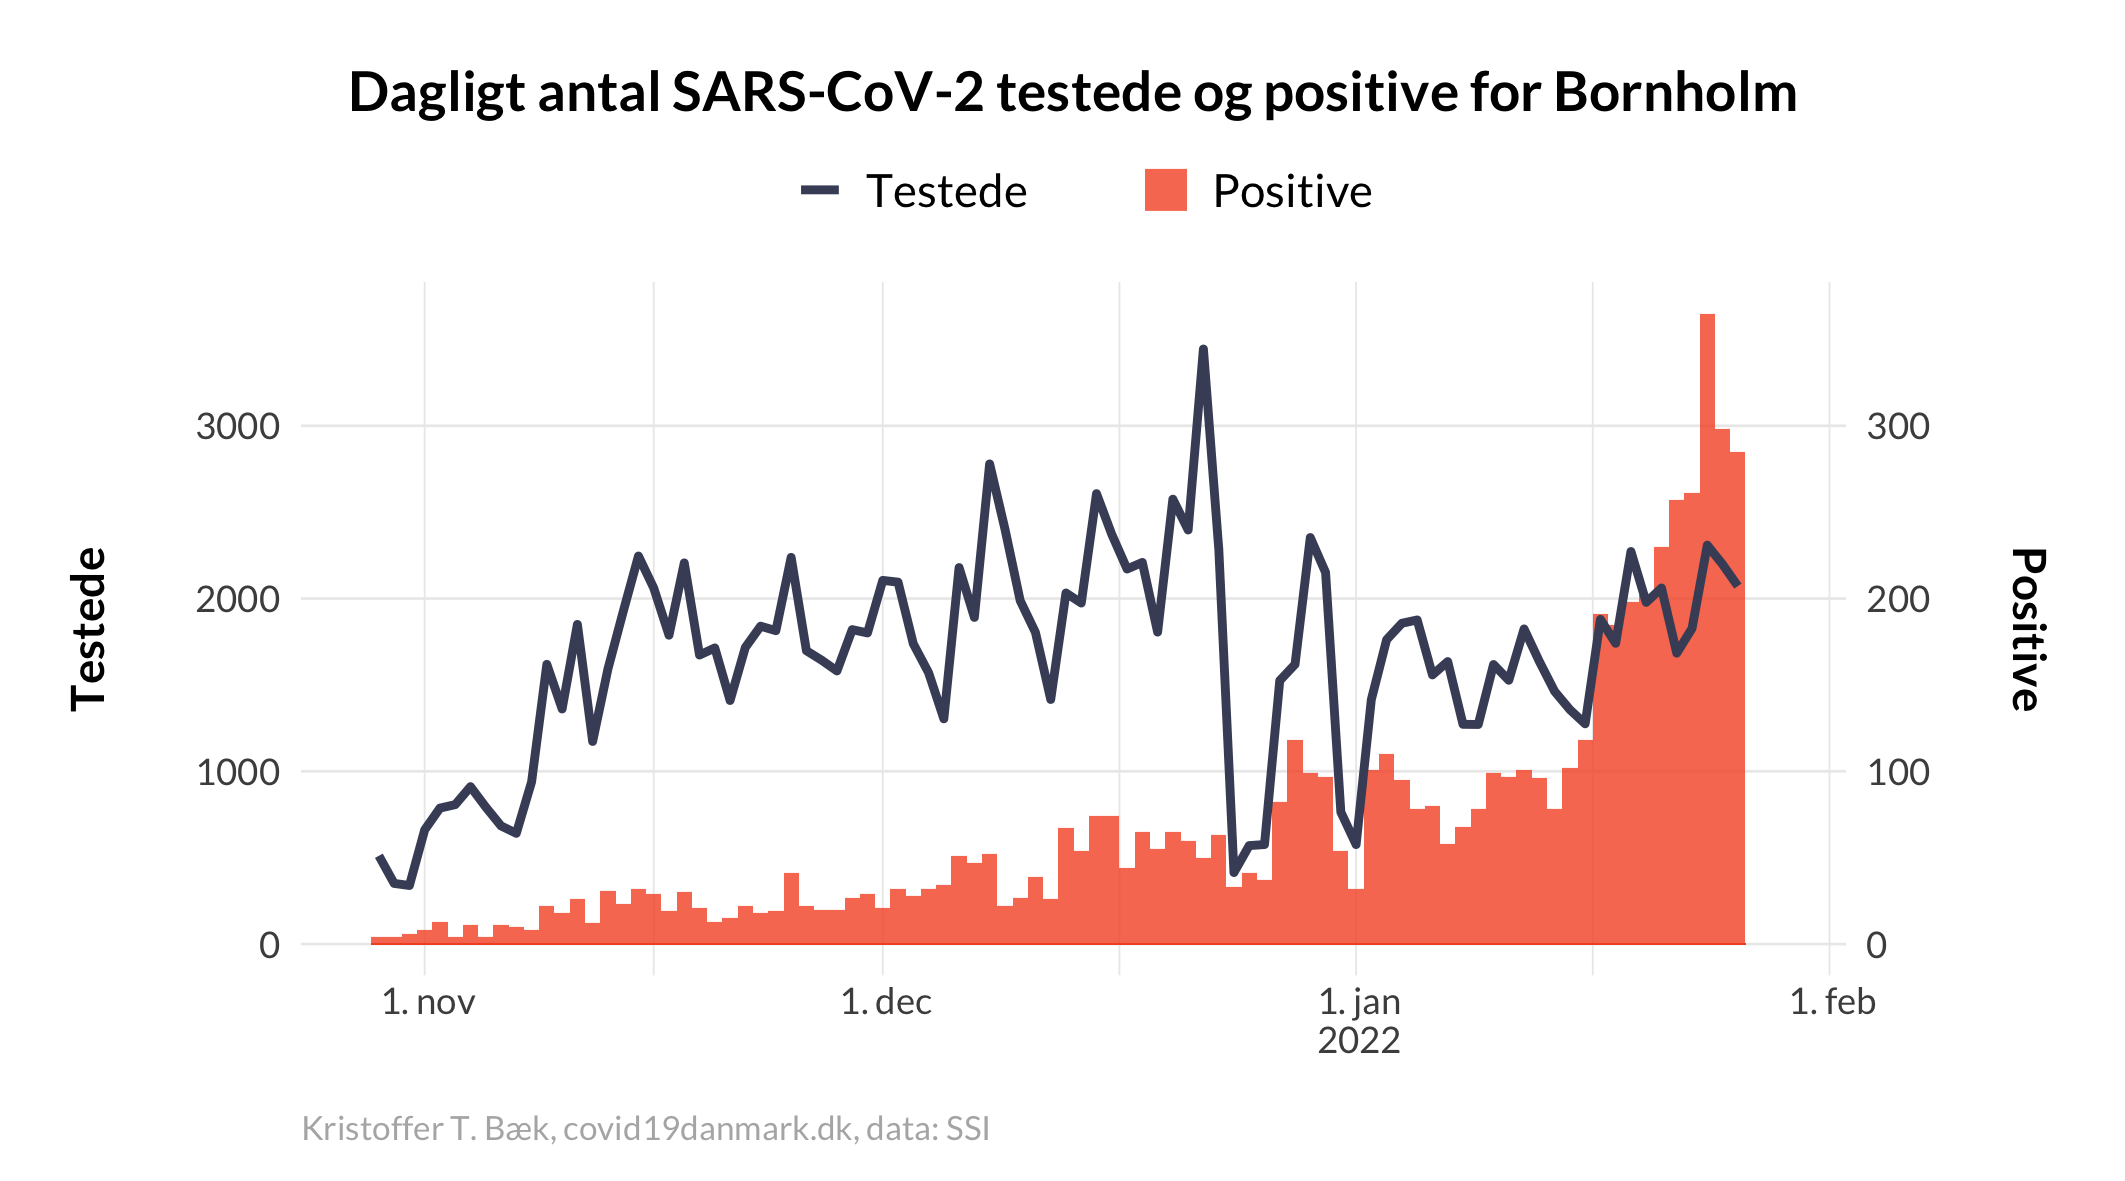 Dagligt antal SARS-CoV-2 testede og positive for Bornholm
Testede
Positive
3000
2000
1000
0
300
200
100
0
Testede
Positive
1. nov
1. dec
1. jan
2022
1. feb
Kristoffer T. Bæk, covid19danmark.dk, data: SSI